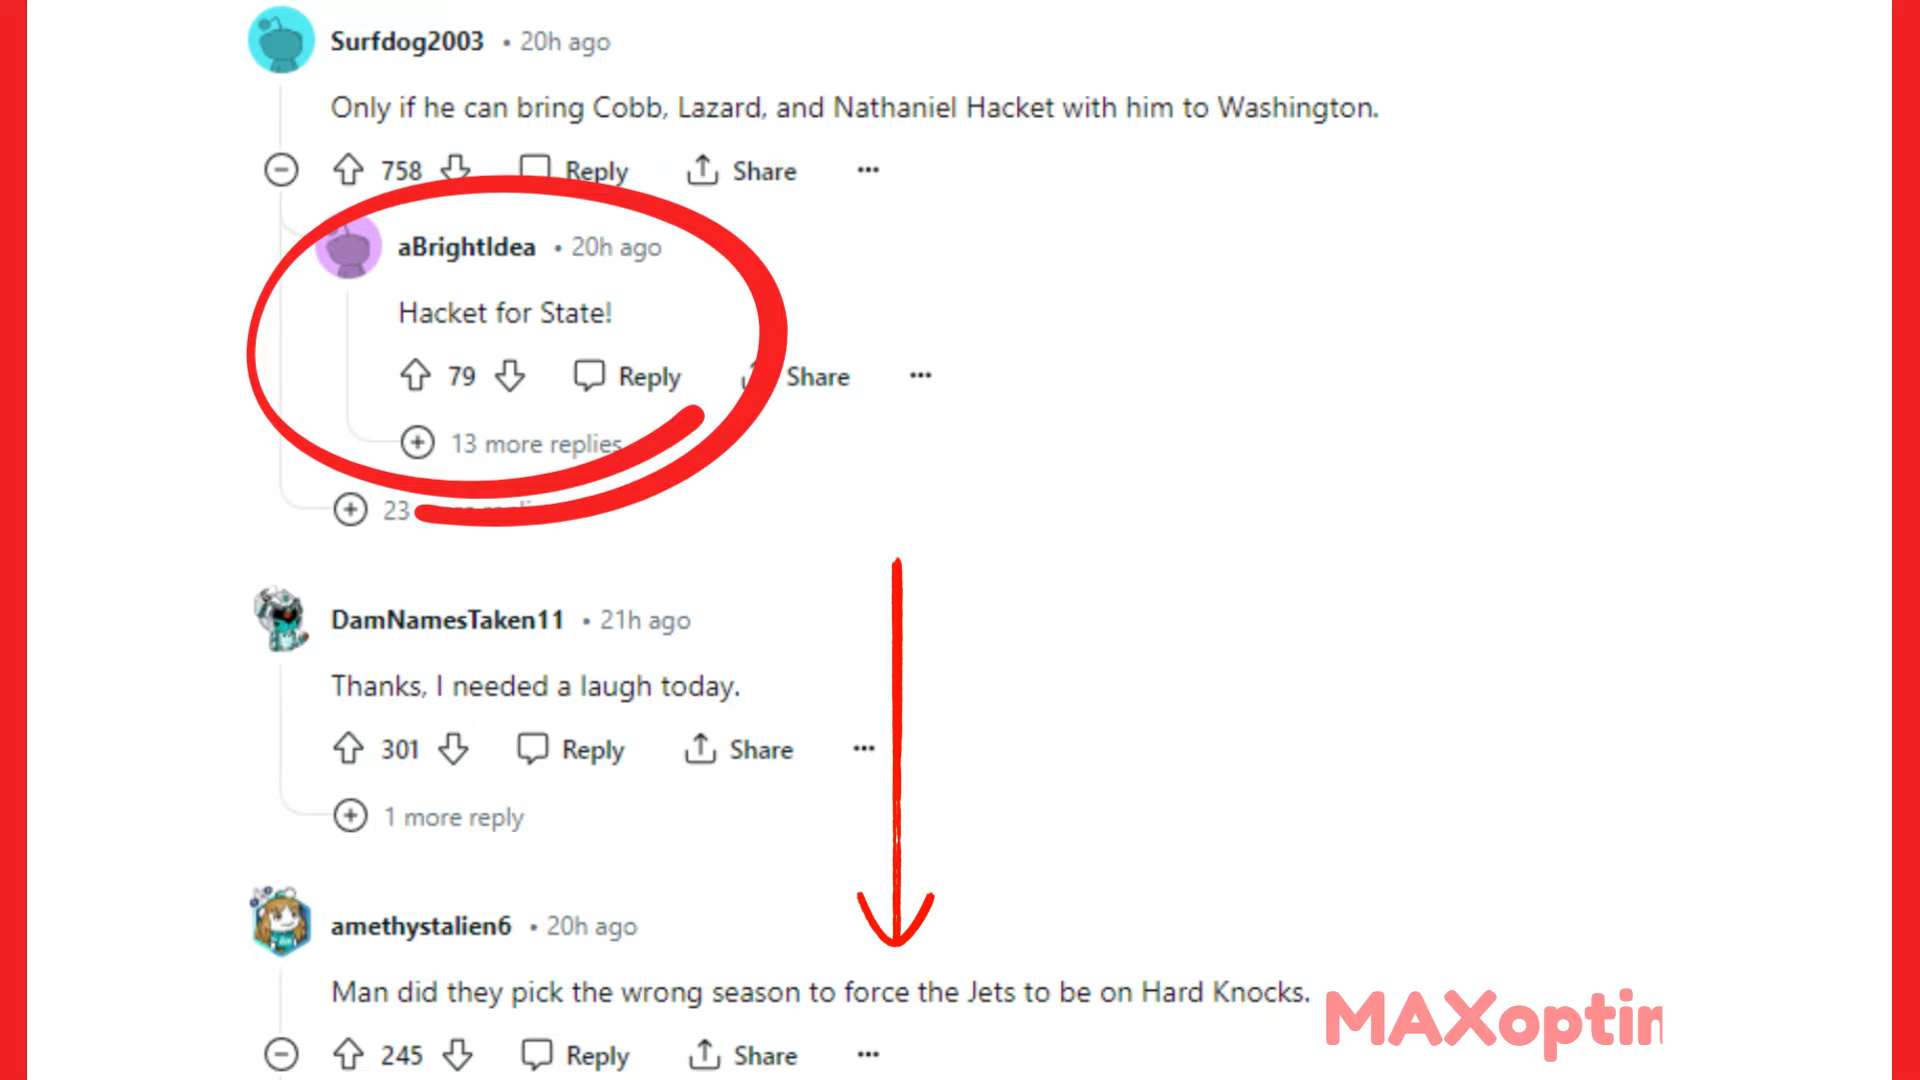 Surfdog2003 • 20h ago
Only if he can bring Cobb, Lazard, and Nathaniel Hacket with him to Washington.
758 Reply Share ...
aBrightIdea • 20h ago
Hacket for State!
79 Reply Share ...
13 more replies
23
DamNamesTaken11 • 21h ago
Thanks, I needed a laugh today.
301 Reply Share ...
1 more reply
amethystalien6 • 20h ago
Man did they pick the wrong season to force the Jets to be on Hard Knocks.
MAXoptin
245 Reply Share ...